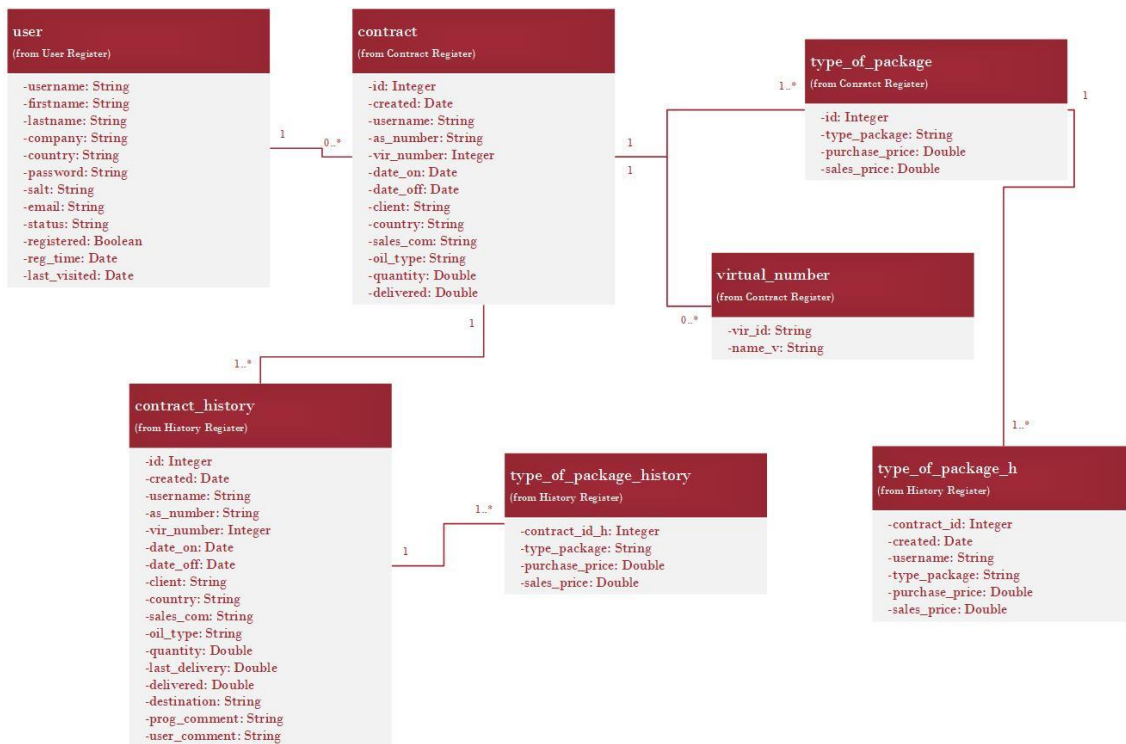 user
(from User Register)
-username: String
-firstname: String
-lastname: String
-company: String
-country: String
-password: String
-salt: String
-email: String
-status: String
-registered: Boolean
-reg_time: Date
-last_visited: Date
1
0..*
contract
(from Contract Register)
-id: Integer
-created: Date
-username: String
-as_number: String
-vir_number: Integer
-date_on: Date
-date_off: Date
-client: String
-country: String
-sales_com: String
-oil_type: String
-quantity: Double
-delivered: Double
1
1
1..*
type_of_package
(from Conratct Register)
-id: Integer
-type_package: String
-purchase_price: Double
-sales_price: Double
1
0..*
virtual_number
(from Contract Register)
-vir_id: String
-name_v: String
1
1..*
contract_history
(from History Register)
-id: Integer
-created: Date
-username: String
-as_number: String
-vir_number: Integer
-date_on: Date
-date_off: Date
-client: String
-country: String
-sales_com: String
-oil_type: String
-quantity: Double
-last_delivery: Double
-delivered: Double
-destination: String
-prog_comment: String
-user_comment: String
1
1..*
type_of_package_history
(from History Register)
-contract_id_h: Integer
-type_package: String
-purchase_price: Double
-sales_price: Double
1..*
type_of_package_h
(from History Register)
-contract_id: Integer
-created: Date
-username: String
-type_package: String
-purchase_price: Double
-sales_price: Double